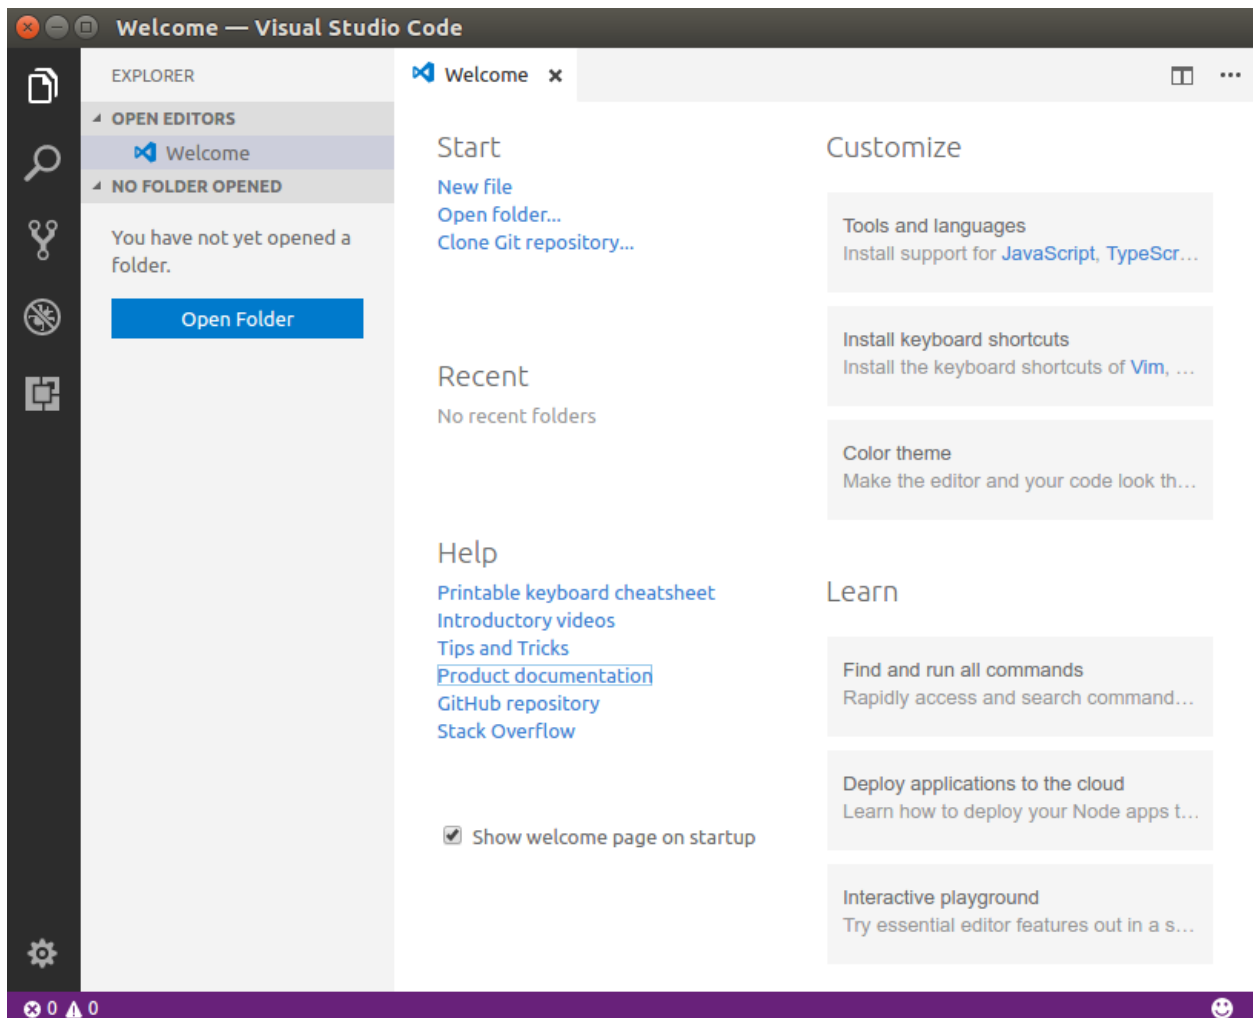 Welcome — Visual Studio Code
EXPLORER
OPEN EDITORS
Welcome
NO FOLDER OPENED
You have not yet opened a
folder.
Open Folder
Welcome
Start
New file
Open folder...
Clone Git repository...
Recent
No recent folders
Help
Printable keyboard cheatsheet
Introductory videos
Tips and Tricks
Product documentation
GitHub repository
Stack Overflow
Show welcome page on startup
Customize
Tools and languages
Install support for JavaScript, TypeScr...
Install keyboard shortcuts
Install the keyboard shortcuts of Vim, ...
Color theme
Make the editor and your code look th...
Learn
Find and run all commands
Rapidly access and search command...
Deploy applications to the cloud
Learn how to deploy your Node apps t...
Interactive playground
Try essential editor features out in a s...
0 0